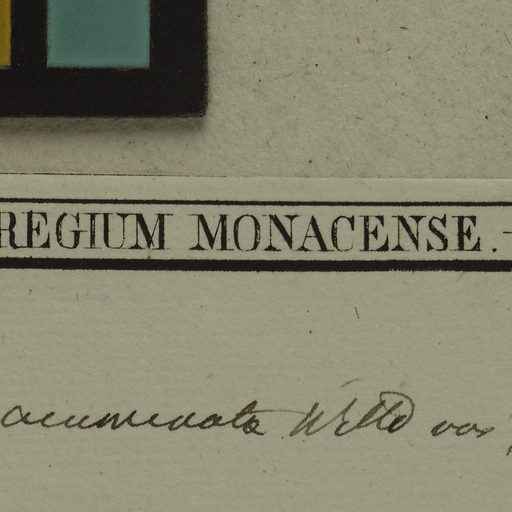 REGIUM MONACENSE.
acuminata Willd var